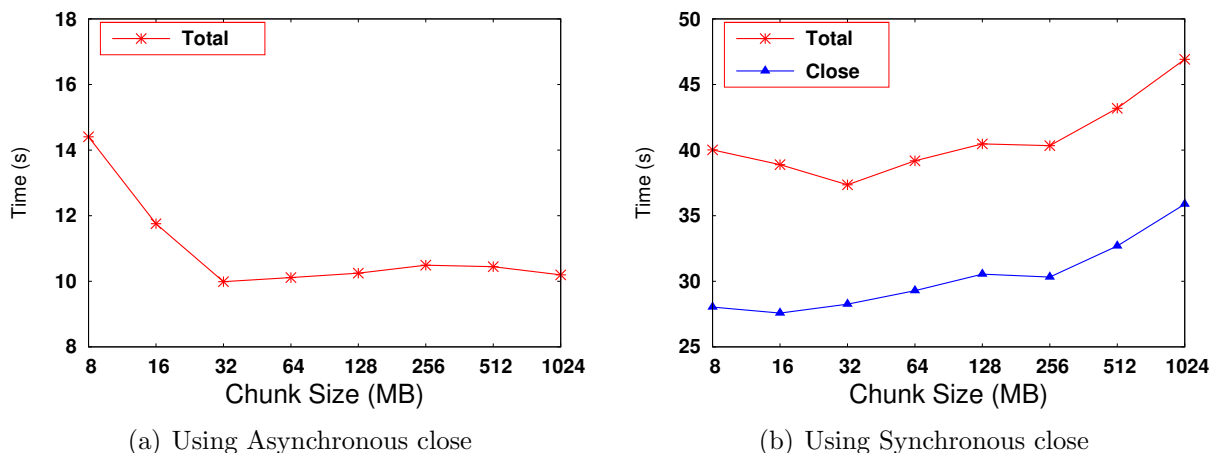 18
16
14
12
10
8
Time (s)
Total
8 16 32 64 128 256 512 1024
Chunk Size (MB)
(a) Using Asynchronous close
50
45
40
35
30
25
Time (s)
Total
Close
8 16 32 64 128 256 512 1024
Chunk Size (MB)
(b) Using Synchronous close